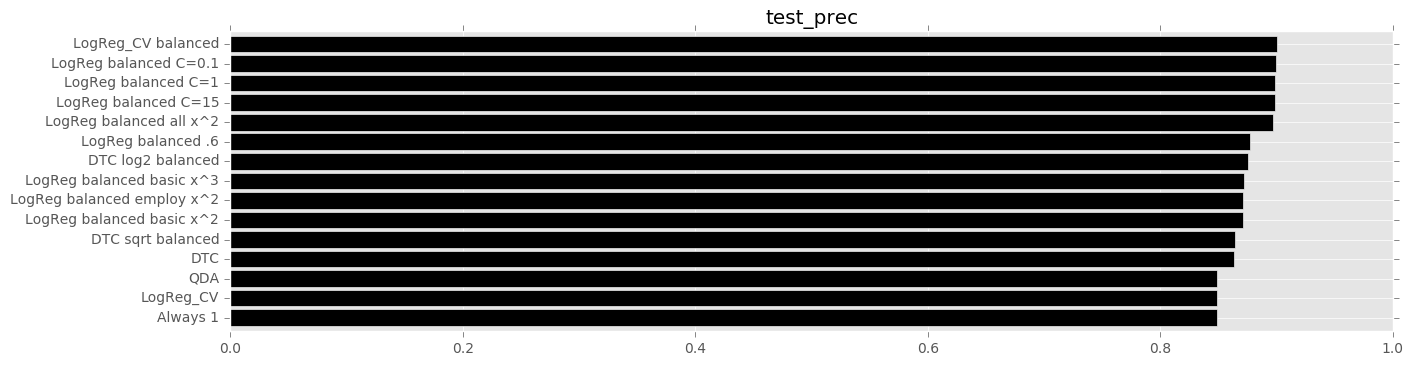 test_prec
LogReg_CV balanced
LogReg balanced C=0.1
LogReg balanced C=1
LogReg balanced C=15
LogReg balanced all x^2
LogReg balanced .6
DTC log2 balanced
LogReg balanced basic x^3
LogReg balanced employ x^2
LogReg balanced basic x^2
DTC sqrt balanced
DTC
QDA
LogReg_CV
Always 1
0.0 0.2 0.4 0.6 0.8 1.0